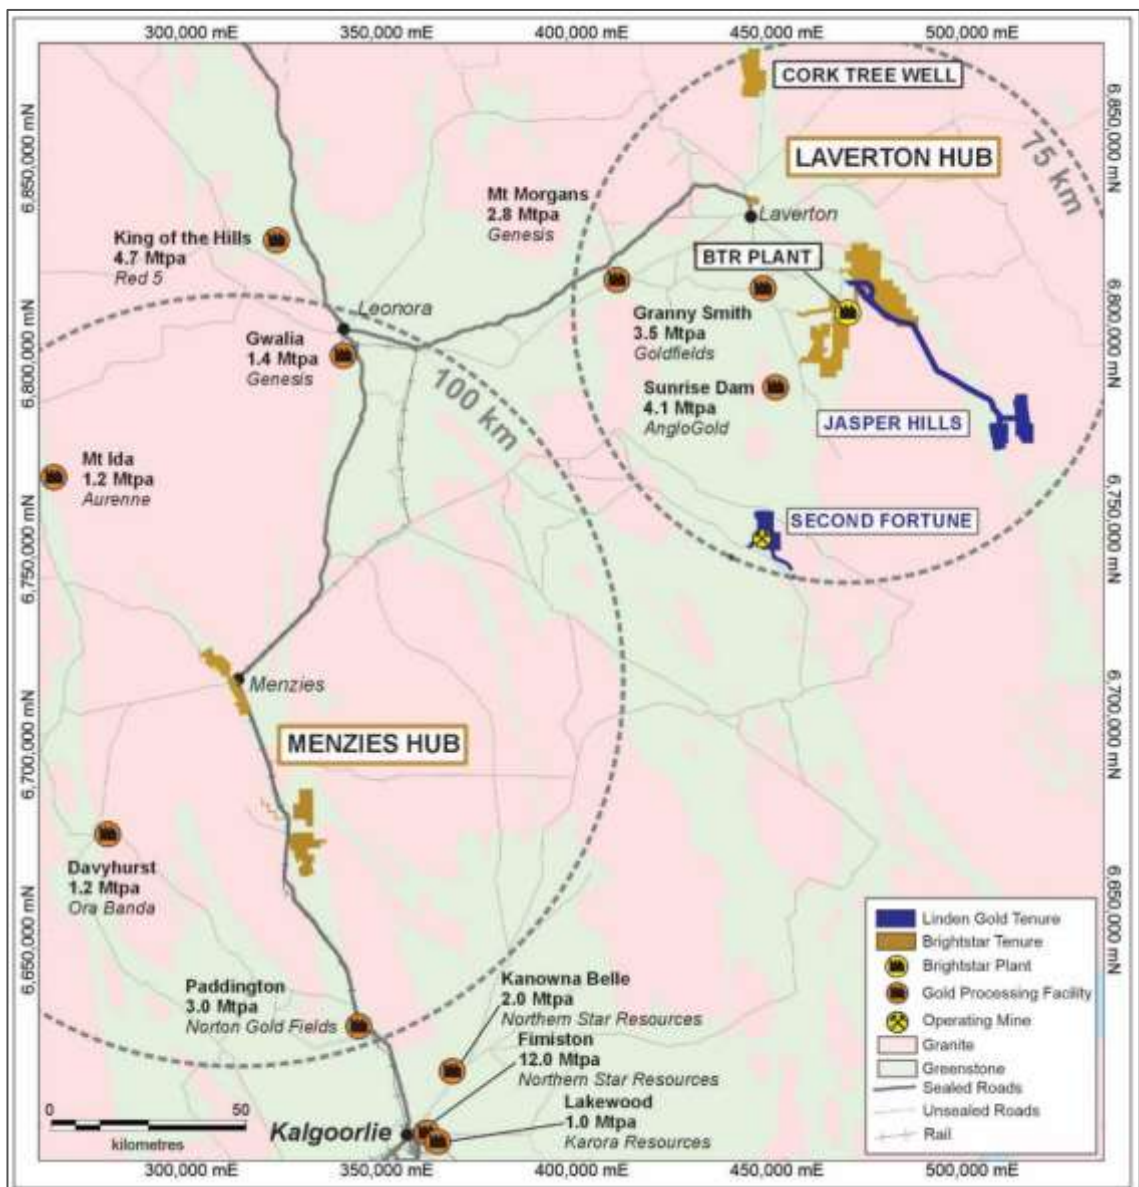 300,000 mE
350,000 mE
400,000 mE
450,000 mE
500,000 mE
6,850,000 mN
6,800,000 mN
6,750,000 mN
6,700,000 mN
6,650,000 mN
6,850,000 mN
6,800,000 mN
6,750,000 mN
6,700,000 mN
6,650,000 mN
CORK TREE WELL
LAVERTON HUB
75 km
Mt Morgans
2.8 Mtpa
Genesis
Laverton
King of the Hills
4.7 Mtpa
Red 5
BTR PLANT
Leonora
Granny Smith
3.5 Mtpa
Goldfields
Gwalia
1.4 Mtpa
Genesis
100 km
Sunrise Dam
4.1 Mtpa
AngloGold
JASPER HILLS
Mt Ida
1.2 Mtpa
Aurenne
SECOND FORTUNE
Menzies
MENZIES HUB
Davyhurst
1.2 Mtpa
Ora Banda
Paddington
3.0 Mtpa
Norton Gold Fields
Kanowna Belle
2.0 Mtpa
Northern Star Resources
Fimiston
12.0 Mtpa
Northern Star Resources
Lakewood
1.0 Mtpa
Karora Resources
Kalgoorlie
0 50
kilometres
Linden Gold Tenure
Brightstar Tenure
Brightstar Plant
Gold Processing Facility
Operating Mine
Granite
Greenstone
Sealed Roads
Unsealed Roads
Rail
300,000 mE
350,000 mE
400,000 mE
450,000 mE
500,000 mE